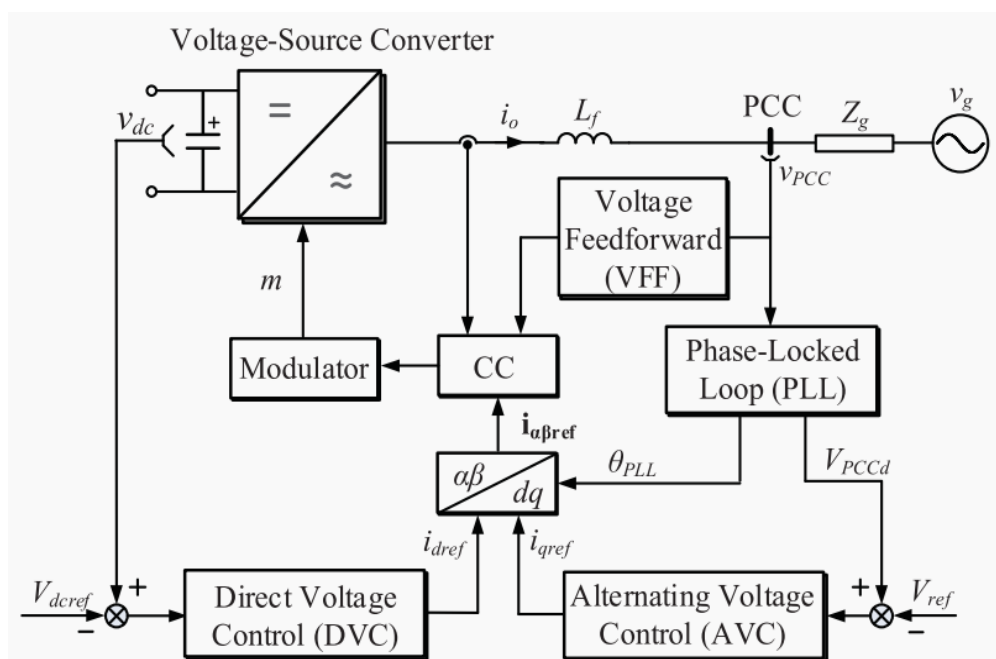 Voltage-Source Converter
v_dc
+
=
≈
i_o
L_f
PCC
Z_g
v_g
v_PCC
Voltage
Feedforward
(VFF)
m
Modulator
CC
Phase-Locked
Loop (PLL)
i_αβref
αβ
dq
θ_PLL
V_PCCd
i_dref
i_qref
V_dcref
+
−
Direct Voltage
Control (DVC)
Alternating Voltage
Control (AVC)
+
−
V_ref